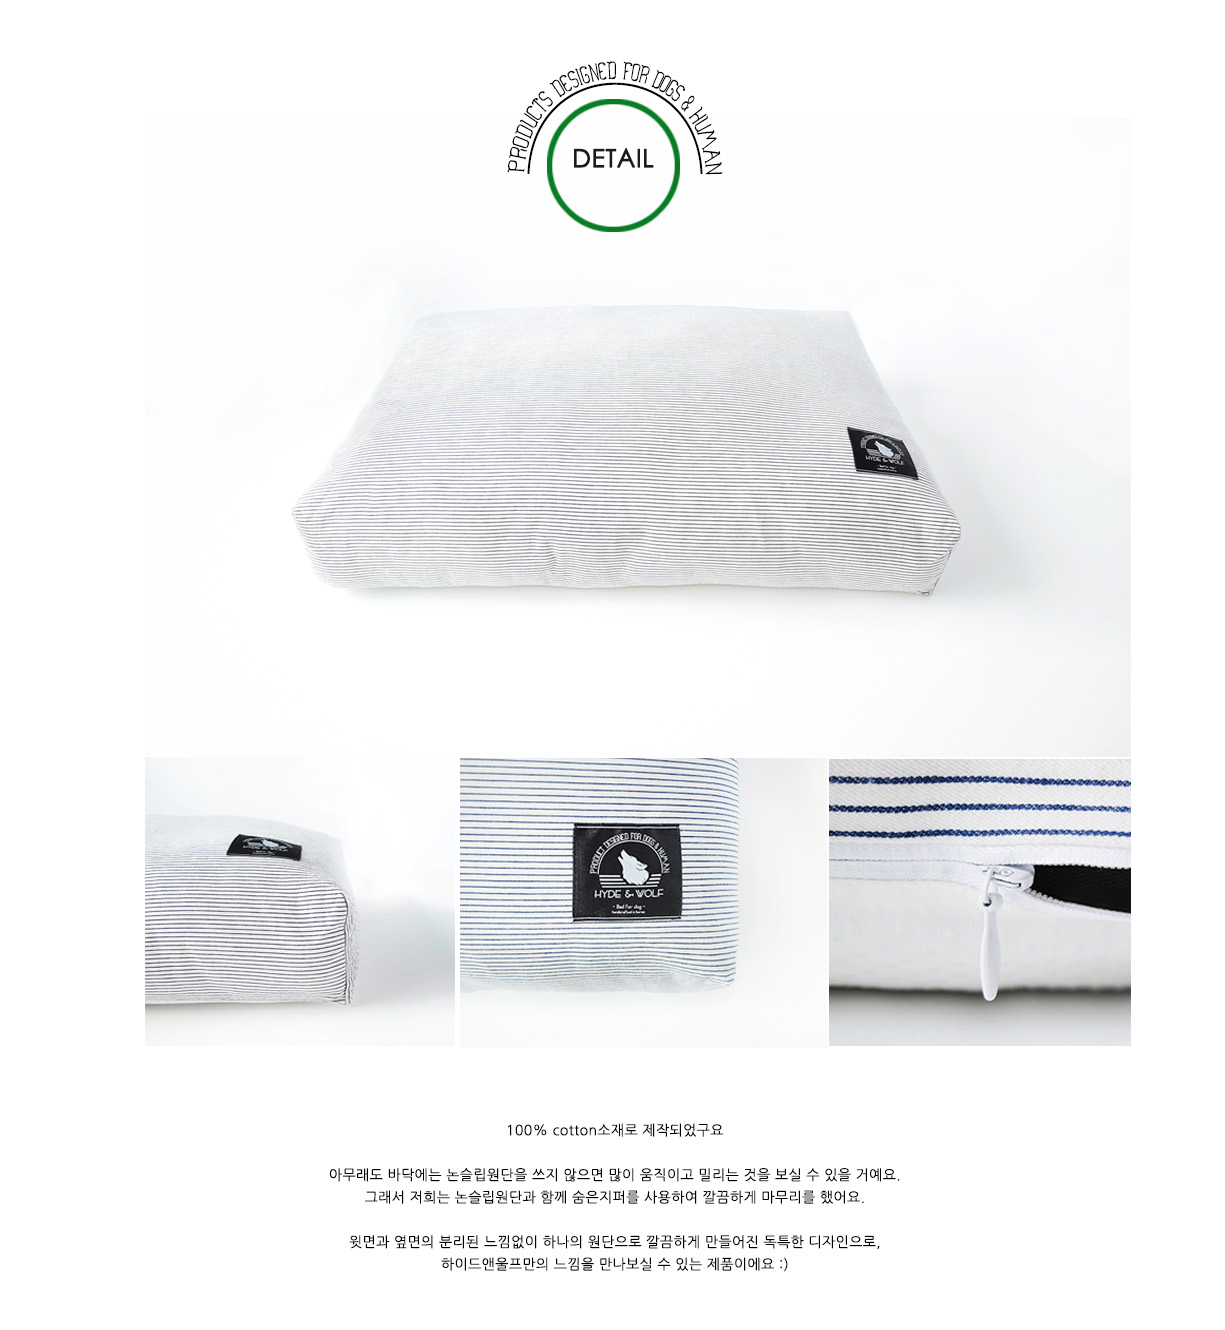 PRODUCTS DESIGNED FOR DOGS & HUMAN
DETAIL
HYDE & WOLF
HYDE & WOLF
PRODUCT DESIGNED FOR DOGS & HUMAN
HYDE & WOLF
- Bed For dog -
100% cotton소재로 제작되었구요
아무래도 바닥에는 논슬립원단을 쓰지 않으면 많이 움직이고 밀리는 것을 보실 수 있을 거예요.
그래서 저희는 논슬립원단과 함께 숨은지퍼를 사용하여 깔끔하게 마무리를 했어요.
윗면과 옆면의 분리된 느낌없이 하나의 원단으로 깔끔하게 만들어진 독특한 디자인으로,
하이드앤울프만의 느낌을 만나보실 수 있는 제품이에요 :)